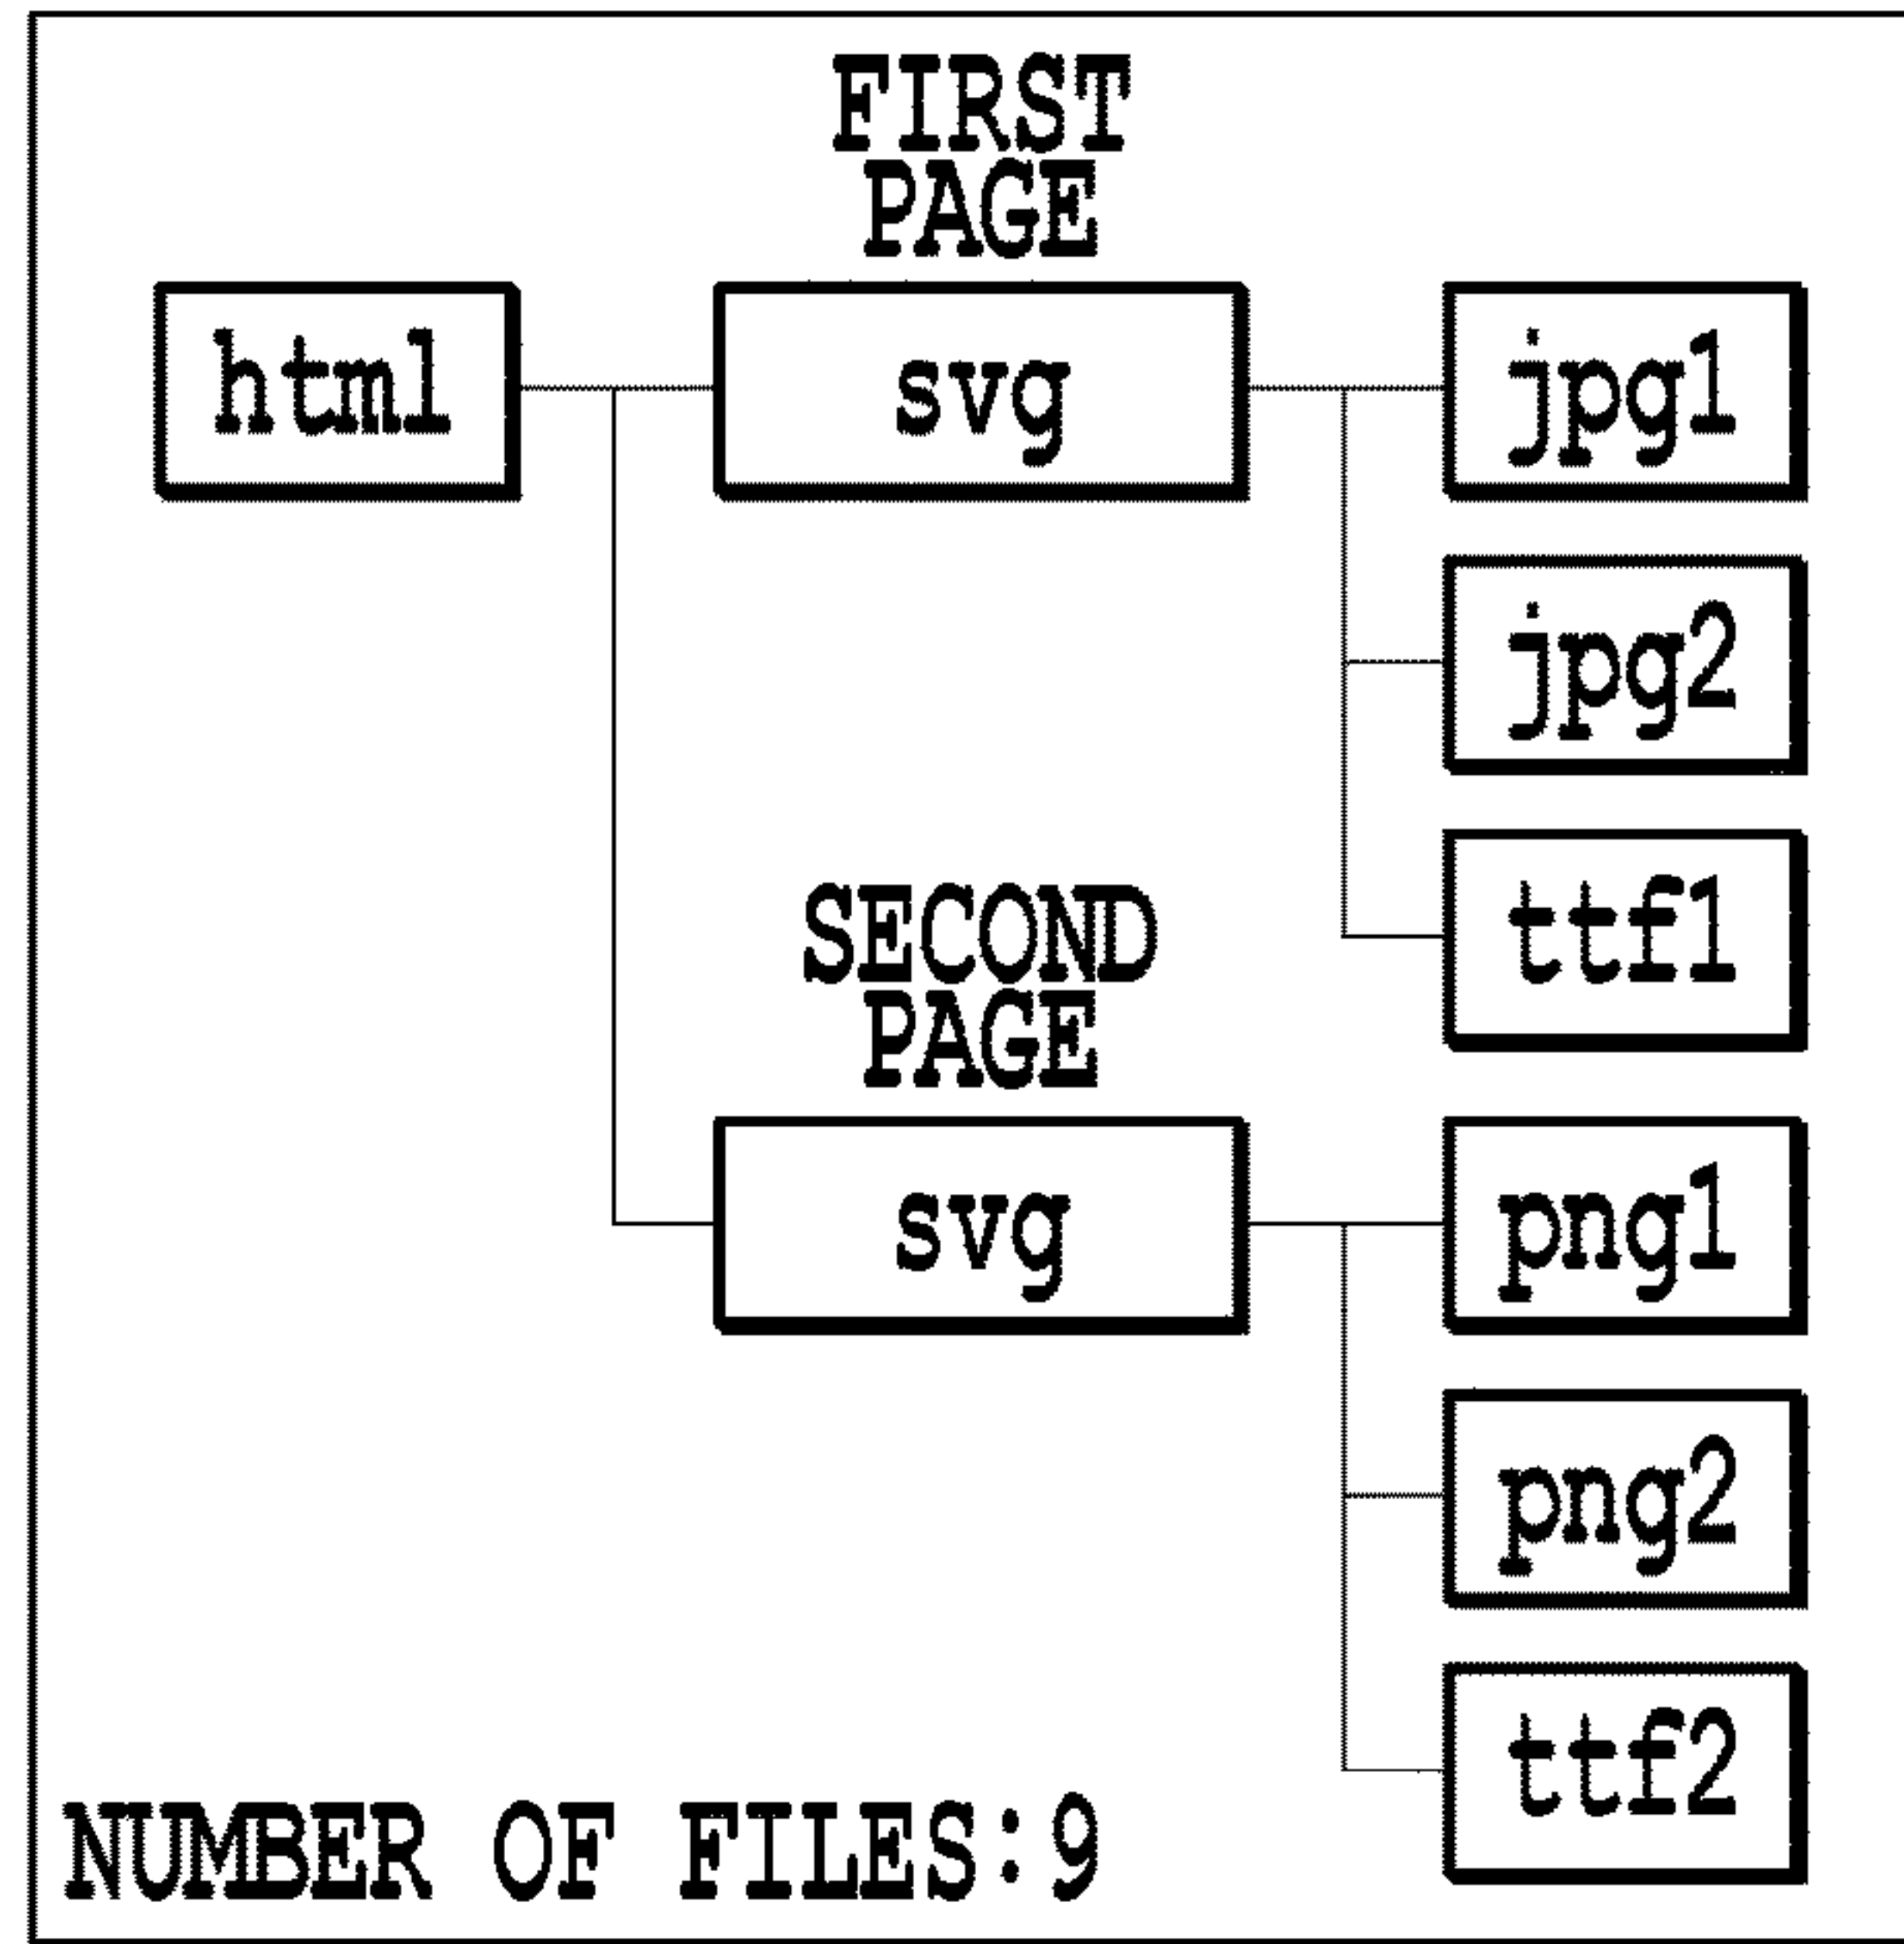 FIRST
PAGE
html
svg
jpg1
jpg2
ttf1
SECOND
PAGE
svg
png1
png2
ttf2
NUMBER OF FILES:9